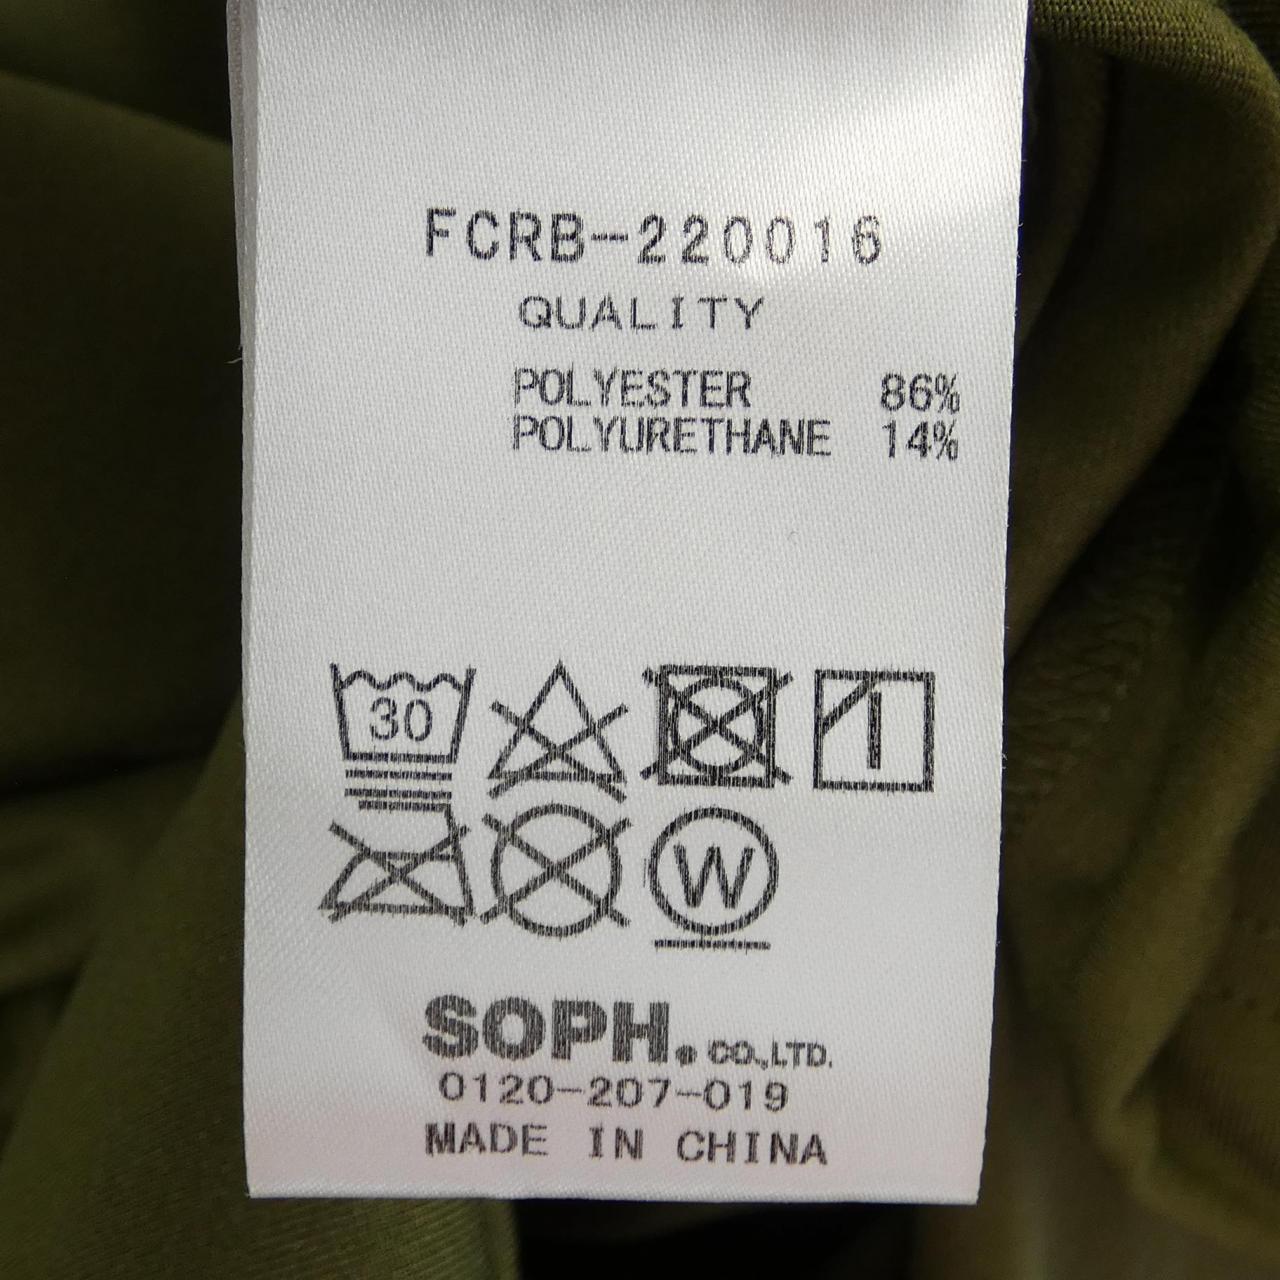 FCRB-220016
QUALITY
POLYESTER 86%
POLYURETHANE 14%
30
W
SOPH.® CO.,LTD.
0120-207-019
MADE IN CHINA